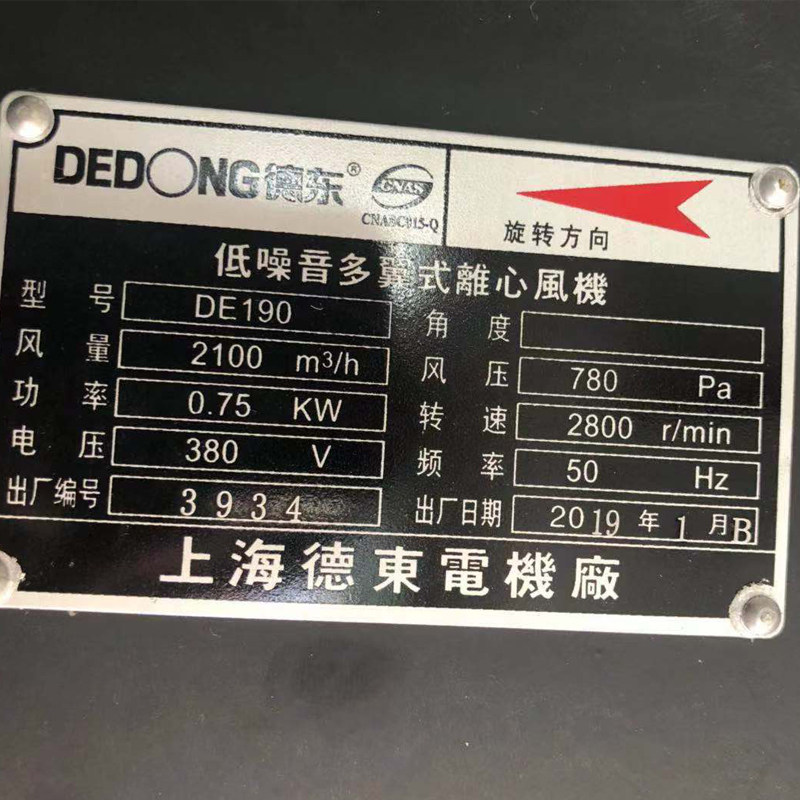 DEDONG德东® CNAS
CNABC015-Q
旋转方向
低噪音多翼式離心風機
型号 DE190 角度
风量 2100 m3/h 风压 780 Pa
功率 0.75 KW 转速 2800 r/min
电压 380 V 频率 50 Hz
出厂编号 3934 出厂日期 2019年1月B
上海德東電機廠